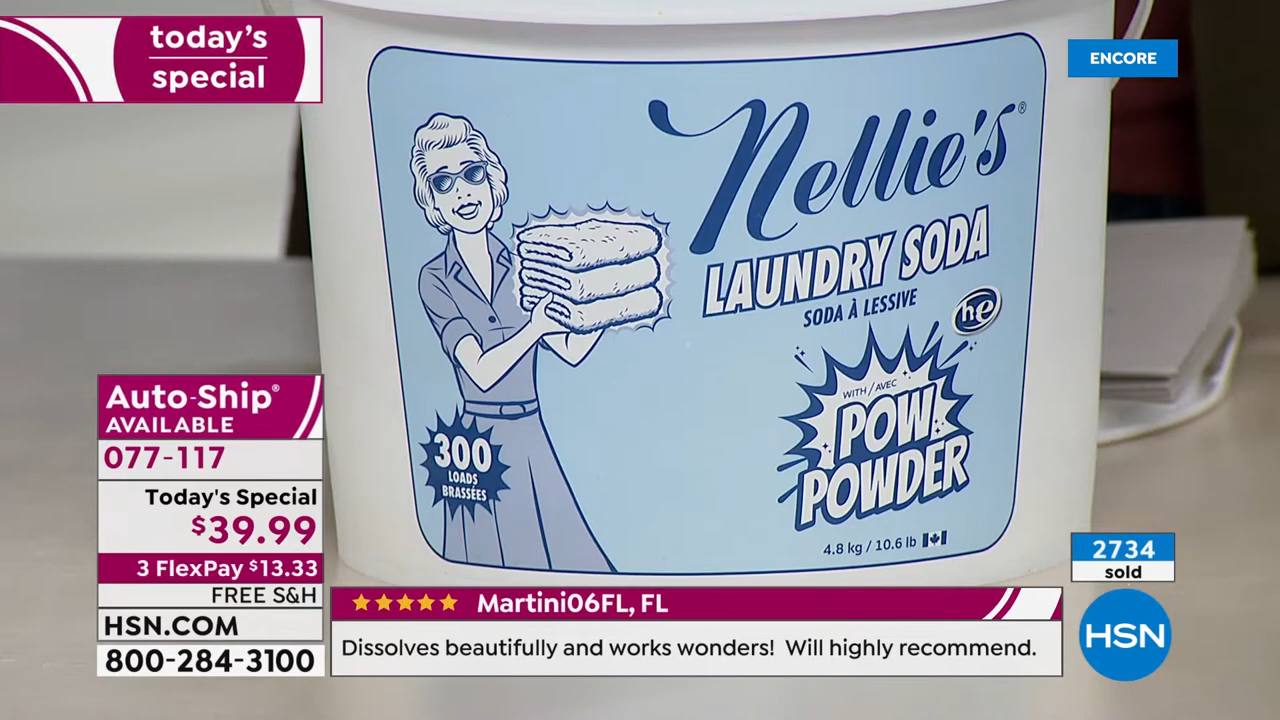 today's
special
ENCORE
Nellie's®
LAUNDRY SODA
SODA À LESSIVE
he
WITH / AVEC
POW
POWDER
300
LOADS
BRASSÉES
4.8 kg / 10.6 lb
Auto-Ship®
AVAILABLE
077-117
Today's Special
$39.99
3 FlexPay $13.33
FREE S&H
HSN.COM
800-284-3100
★★★★★ Martini06FL, FL
Dissolves beautifully and works wonders! Will highly recommend.
2734
sold
HSN